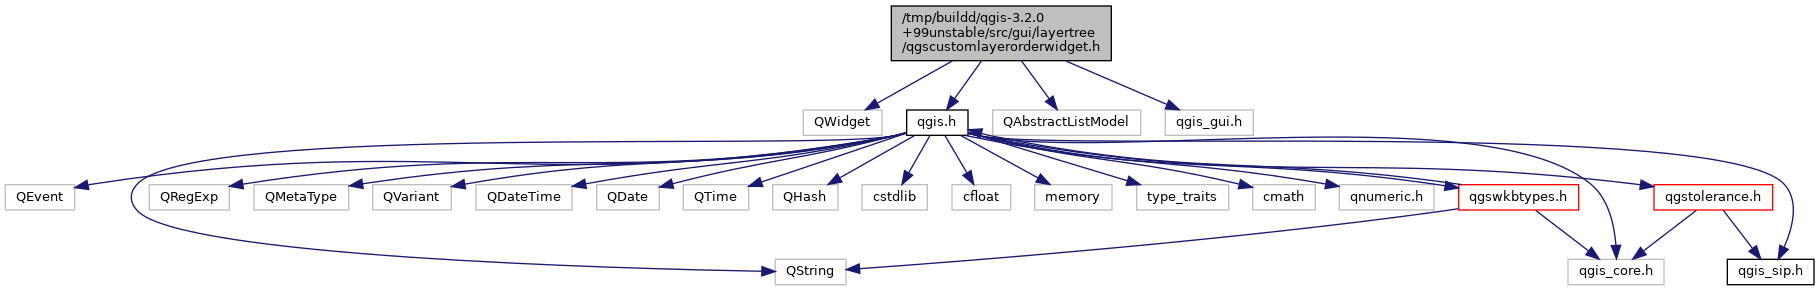 /tmp/buildd/qgis-3.2.0
+99unstable/src/gui/layertree
/qgscustomlayerorderwidget.h
QWidget
qgis.h
QAbstractListModel
qgis_gui.h
QEvent
QRegExp
QMetaType
QVariant
QDateTime
QDate
QTime
QHash
cstdlib
cfloat
memory
type_traits
cmath
qnumeric.h
qgswkbtypes.h
qgstolerance.h
QString
qgis_core.h
qgis_sip.h